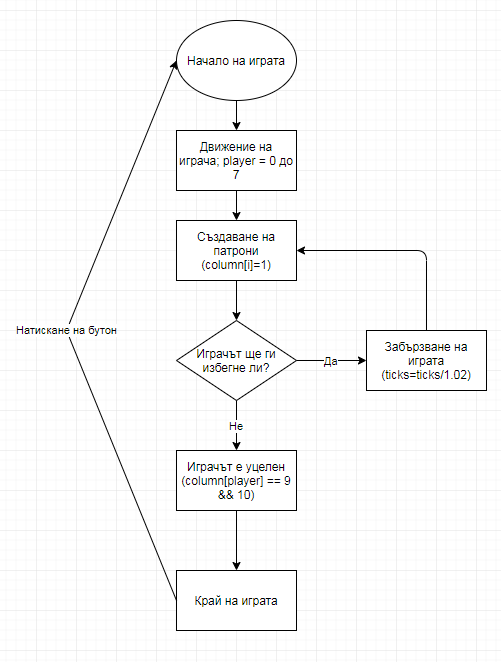 Начало на играта
Движение на
играча; player = 0 до
7
Създаване на
патрони
(column[i]=1)
Натискане на бутон
Играчът ще ги
избегне ли?
Да
Забързване на
играта
(ticks=ticks/1.02)
Не
Играчът е уцелен
(column[player] == 9
&& 10)
Край на играта